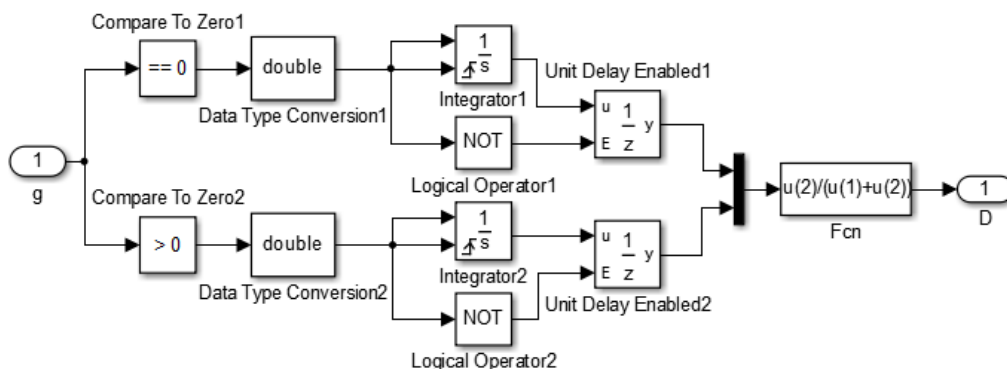 Compare To Zero1
== 0
double
Data Type Conversion1
1
s
Integrator1
NOT
Logical Operator1
Unit Delay Enabled1
u
E
1
z
y
1
g
Compare To Zero2
> 0
double
Data Type Conversion2
1
s
Integrator2
NOT
Logical Operator2
u
E
1
z
y
Unit Delay Enabled2
u(2)/(u(1)+u(2))
Fcn
1
D